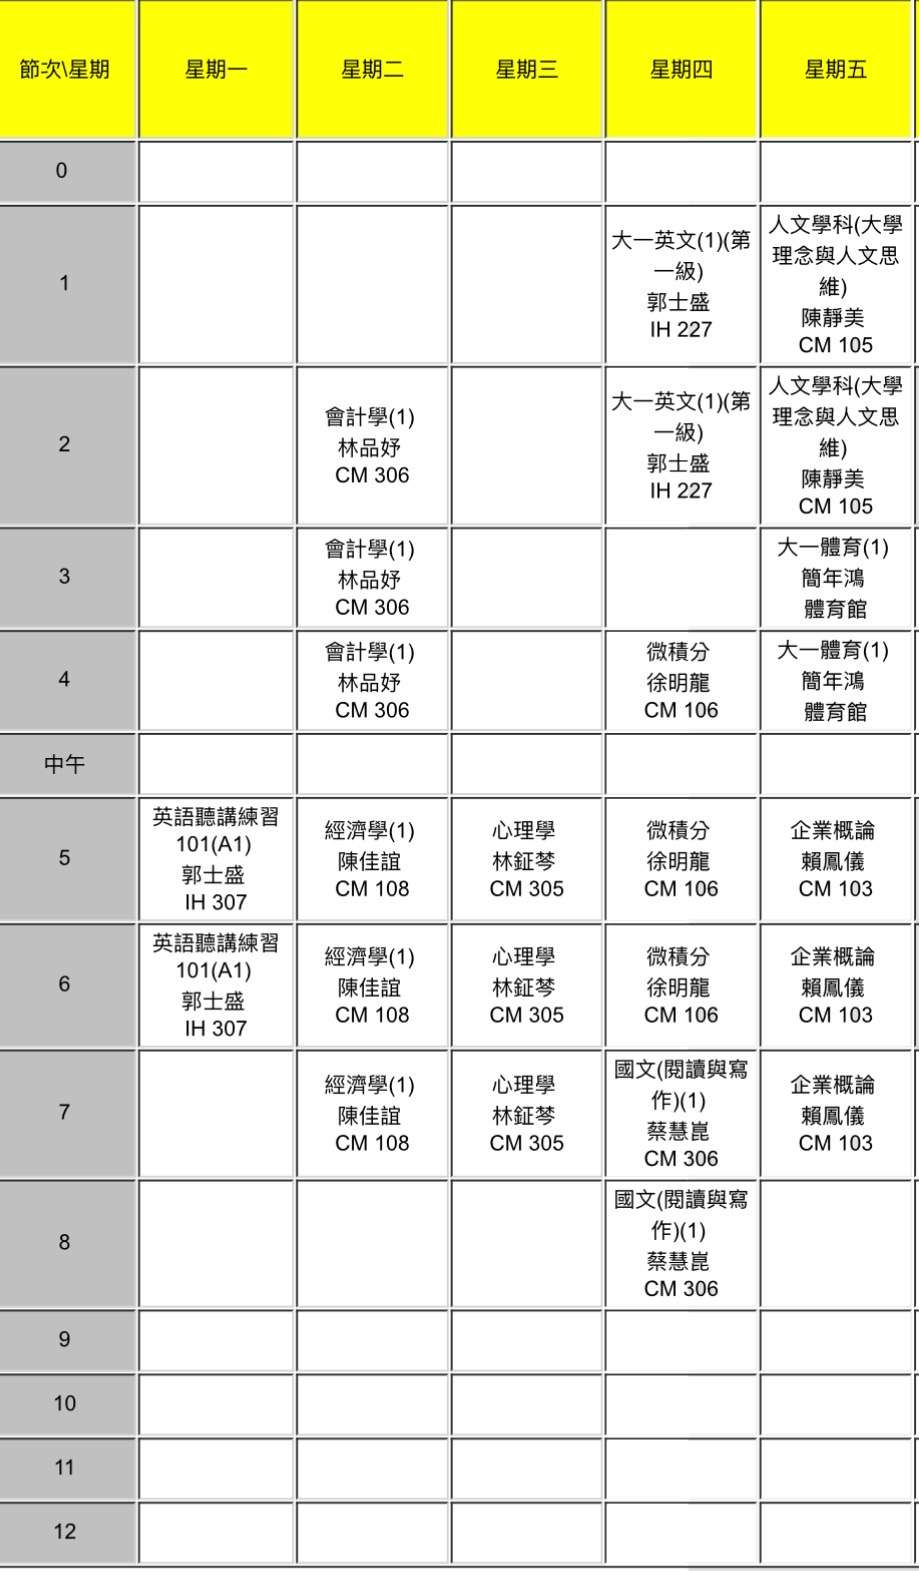 節次\星期 星期一 星期二 星期三 星期四 星期五
0
1
大一英文(1)(第
一級)
郭士盛
IH 227
人文學科(大學
理念與人文思
維)
陳靜美
CM 105
2
會計學(1)
林品妤
CM 306
大一英文(1)(第
一級)
郭士盛
IH 227
人文學科(大學
理念與人文思
維)
陳靜美
CM 105
3
會計學(1)
林品妤
CM 306
大一體育(1)
簡年鴻
體育館
4
會計學(1)
林品妤
CM 306
微積分
徐明龍
CM 106
大一體育(1)
簡年鴻
體育館
中午
5
英語聽講練習
101(A1)
郭士盛
IH 307
經濟學(1)
陳佳誼
CM 108
心理學
林鉦棽
CM 305
微積分
徐明龍
CM 106
企業概論
賴鳳儀
CM 103
6
英語聽講練習
101(A1)
郭士盛
IH 307
經濟學(1)
陳佳誼
CM 108
心理學
林鉦棽
CM 305
微積分
徐明龍
CM 106
企業概論
賴鳳儀
CM 103
7
經濟學(1)
陳佳誼
CM 108
心理學
林鉦棽
CM 305
國文(閱讀與寫
作)(1)
蔡慧崑
CM 306
企業概論
賴鳳儀
CM 103
8
國文(閱讀與寫
作)(1)
蔡慧崑
CM 306
9
10
11
12